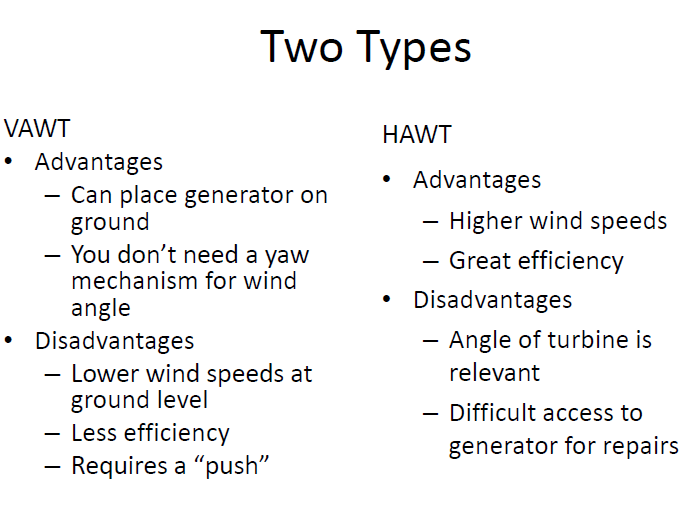 Two Types
VAWT
• Advantages
– Can place generator on
ground
– You don’t need a yaw
mechanism for wind
angle
• Disadvantages
– Lower wind speeds at
ground level
– Less efficiency
– Requires a “push”
HAWT
• Advantages
– Higher wind speeds
– Great efficiency
• Disadvantages
– Angle of turbine is
relevant
– Difficult access to
generator for repairs